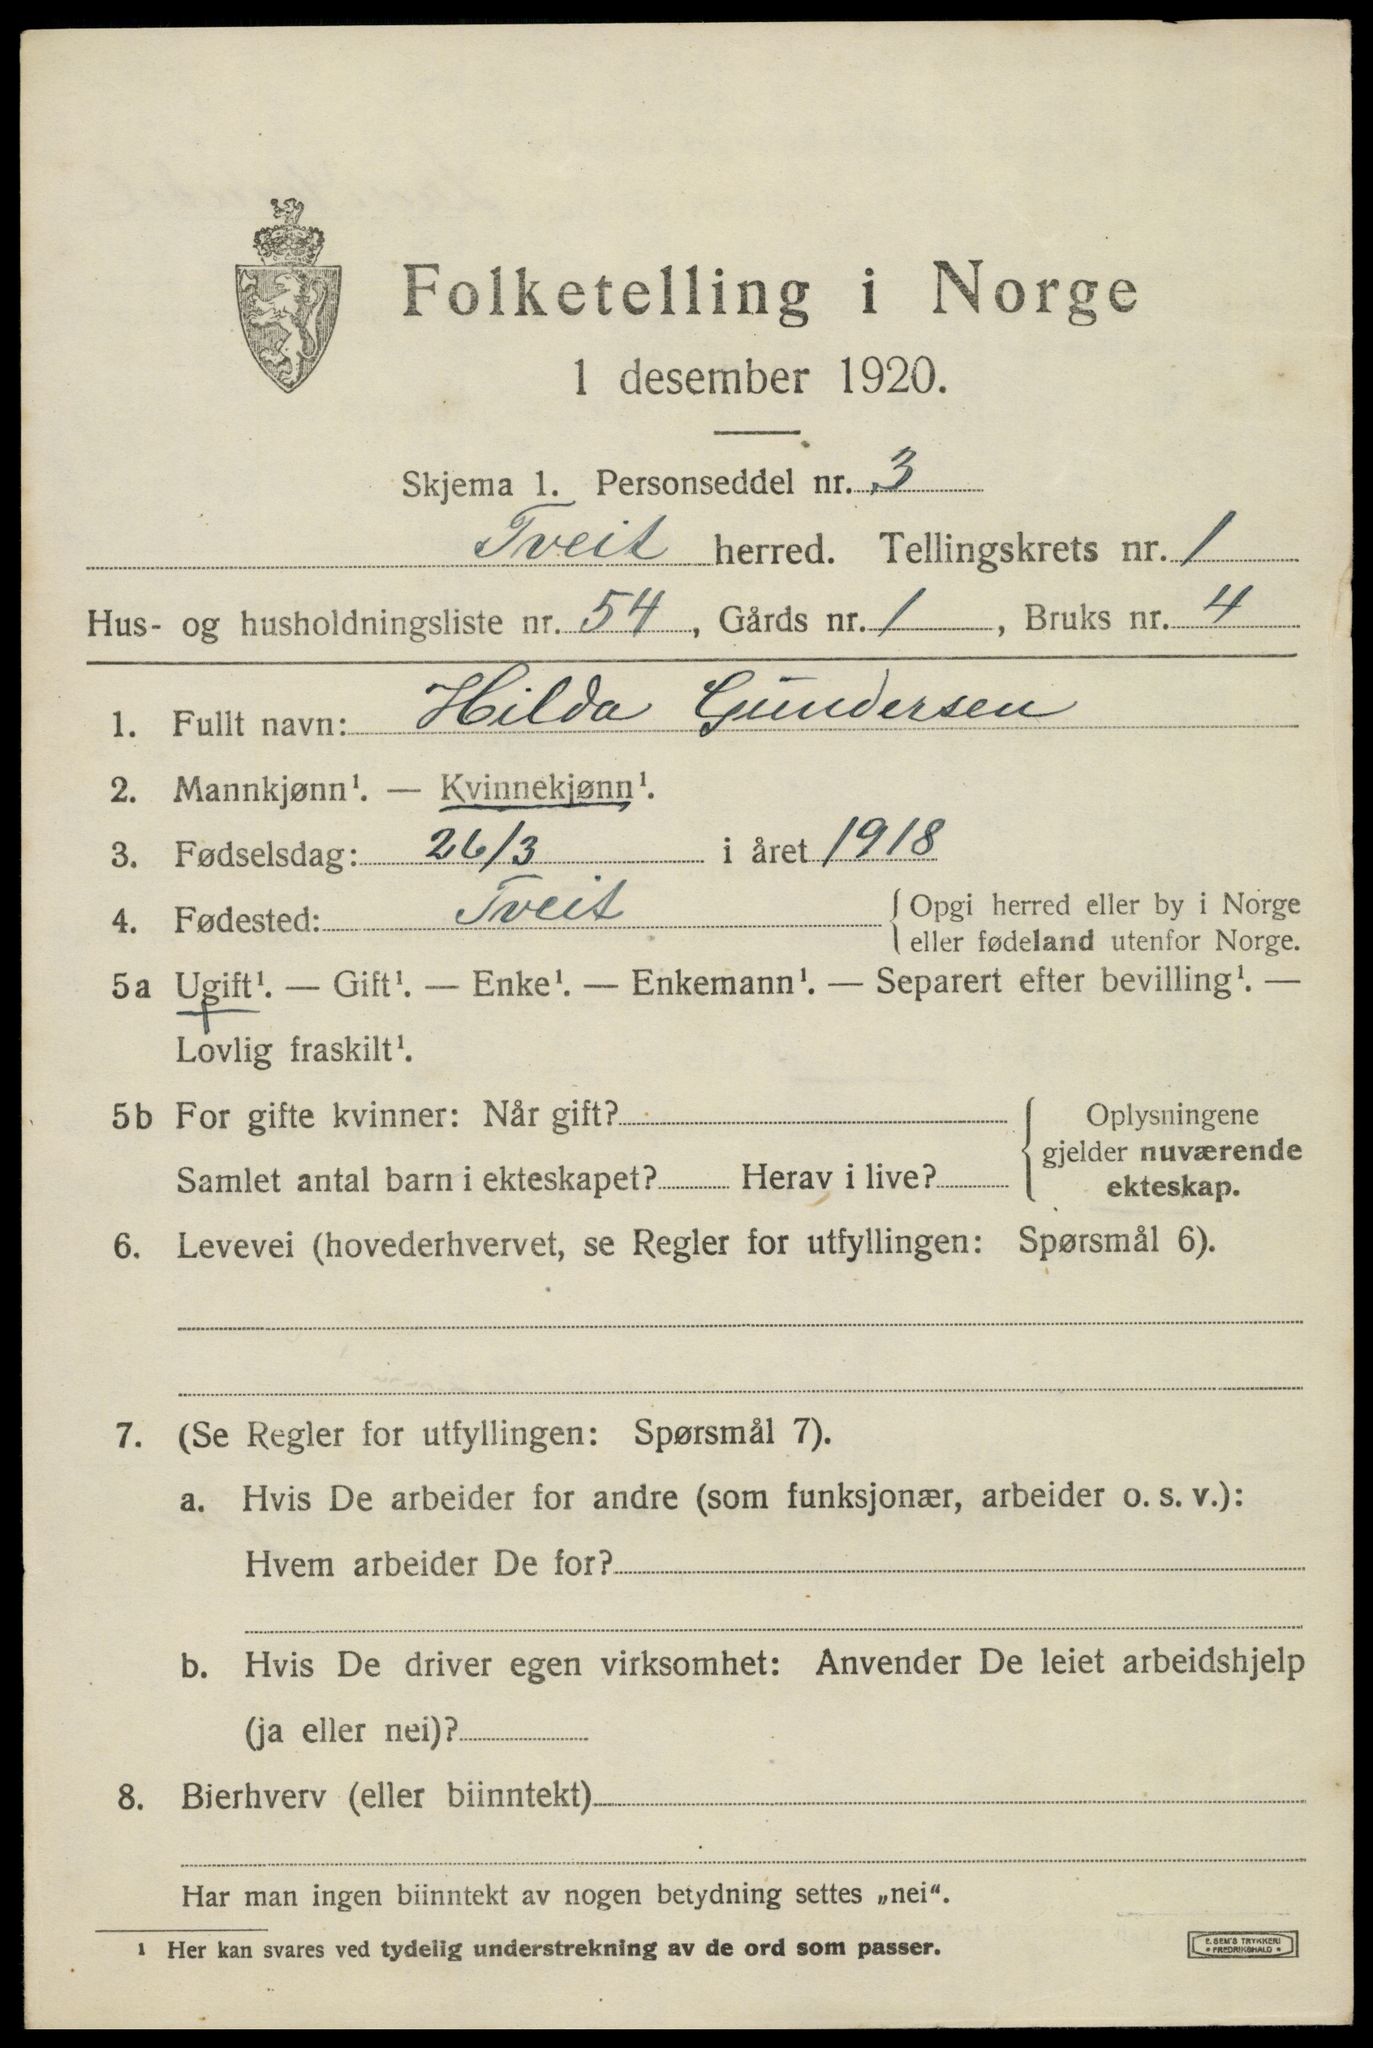 Folketelling i Norge
1 desember 1920.
Skjema 1. Personseddel nr. 3
Tveit herred. Tellingskrets nr. 1
Hus- og husholdningsliste nr. 54, Gårds nr. 1, Bruks nr. 4
1. Fullt navn: Hilda Gundersen
2. Mannkjønn¹. — Kvinnekjønn¹.
3. Fødselsdag: 26/3 i året 1918
4. Fødested: Tveit { Opgi herred eller by i Norge
eller fødeland utenfor Norge.
5a Ugift¹. — Gift¹. — Enke¹. — Enkemann¹. — Separert efter bevilling¹. —
Lovlig fraskilt¹.
5b For gifte kvinner: Når gift? { Oplysningene
gjelder nuværende
Samlet antal barn i ekteskapet? Herav i live? ekteskap.
6. Levevei (hovederhvervet, se Regler for utfyllingen: Spørsmål 6).
7. (Se Regler for utfyllingen: Spørsmål 7).
a. Hvis De arbeider for andre (som funksjonær, arbeider o. s. v.):
Hvem arbeider De for?
b. Hvis De driver egen virksomhet: Anvender De leiet arbeidshjelp
(ja eller nei)?
8. Bierhverv (eller biinntekt)
Har man ingen biinntekt av nogen betydning settes „nei“.
¹ Her kan svares ved tydelig understrekning av de ord som passer.
E. SEM'S TRYKKERI
• FREDRIKSHALD •